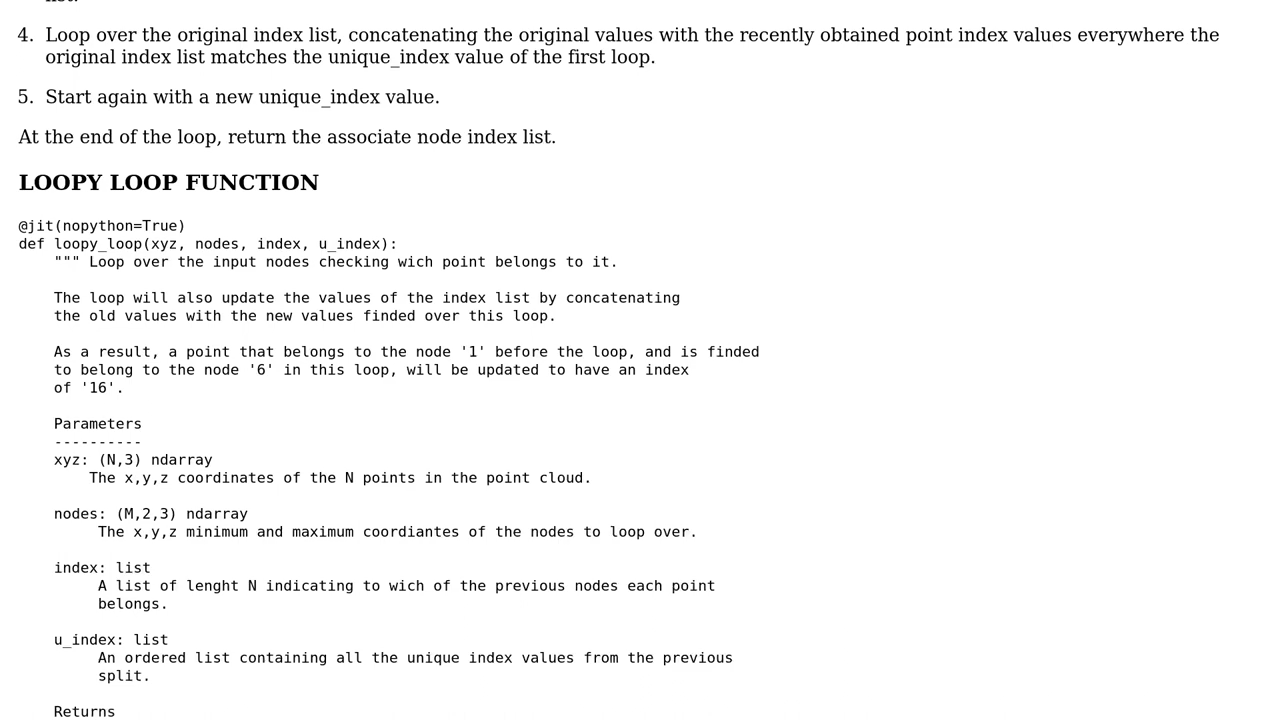 list.
4. Loop over the original index list, concatenating the original values with the recently obtained point index values everywhere the
original index list matches the unique_index value of the first loop.
5. Start again with a new unique_index value.
At the end of the loop, return the associate node index list.
LOOPY LOOP FUNCTION
@jit(nopython=True)
def loopy_loop(xyz, nodes, index, u_index):
    """ Loop over the input nodes checking wich point belongs to it.
    The loop will also update the values of the index list by concatenating
    the old values with the new values finded over this loop.
    As a result, a point that belongs to the node '1' before the loop, and is finded
    to belong to the node '6' in this loop, will be updated to have an index
    of '16'.
    Parameters
    ----------
    xyz: (N,3) ndarray
        The x,y,z coordinates of the N points in the point cloud.
    nodes: (M,2,3) ndarray
         The x,y,z minimum and maximum coordiantes of the nodes to loop over.
    index: list
         A list of lenght N indicating to wich of the previous nodes each point
         belongs.
    u_index: list
         An ordered list containing all the unique index values from the previous
         split.
    Returns